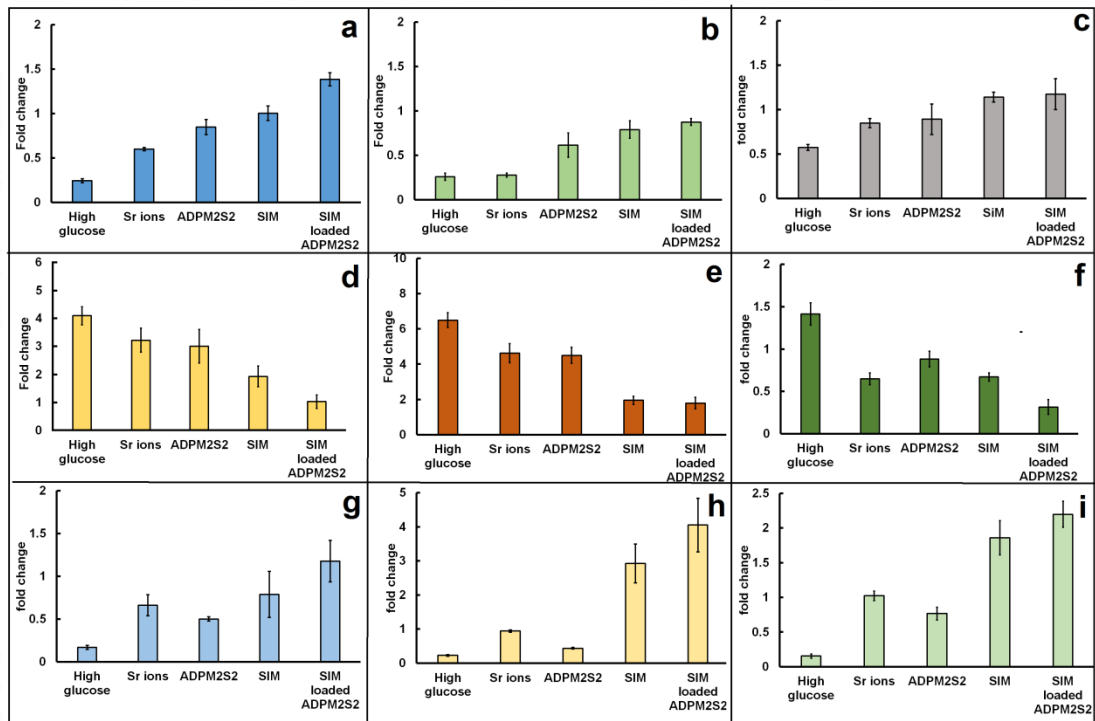 a
Fold change
2
1.5
1
0.5
0
High glucose
Sr ions
ADPM2S2
SIM
SIM loaded ADPM2S2
b
Fold change
2
1.5
1
0.5
0
High glucose
Sr ions
ADPM2S2
SIM
SIM loaded ADPM2S2
c
fold change
2
1.5
1
0.5
0
High glucose
Sr ions
ADPM2S2
SiM
SIM loaded ADPM2S2
d
Fold change
6
5
4
3
2
1
0
High glucose
Sr ions
ADPM2S2
SIM
SIM loaded ADPM2S2
e
Fold change
10
8
6
4
2
0
High glucose
Sr ions
ADPM2S2
SIM
SIM loaded ADPM2S2
f
fold change
2
1.5
1
0.5
0
High glucose
Sr ions
ADPM2S2
SIM
SIM loaded ADPM2S2
g
fold change
2
1.5
1
0.5
0
High glucose
Sr ions
ADPM2S2
SIM
SIM loaded ADPM2S2
h
fold change
5
4
3
2
1
0
High glucose
Sr ions
ADPM2S2
SIM
SIM loaded ADPM2S2
i
fold change
2.5
2
1.5
1
0.5
0
High glucose
Sr ions
ADPM2S2
SIM
SIM loaded ADPM2S2